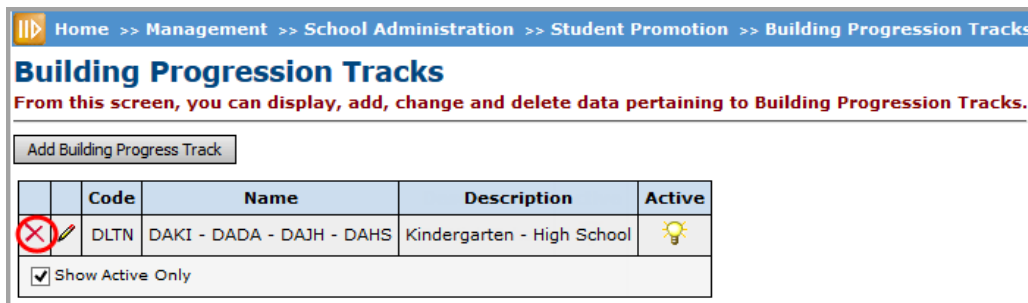 Home >> Management >> School Administration >> Student Promotion >> Building Progression Tracks
Building Progression Tracks
From this screen, you can display, add, change and delete data pertaining to Building Progression Tracks.
Add Building Progress Track
Code Name Description Active
DLTN DAKI - DADA - DAJH - DAHS Kindergarten - High School
Show Active Only